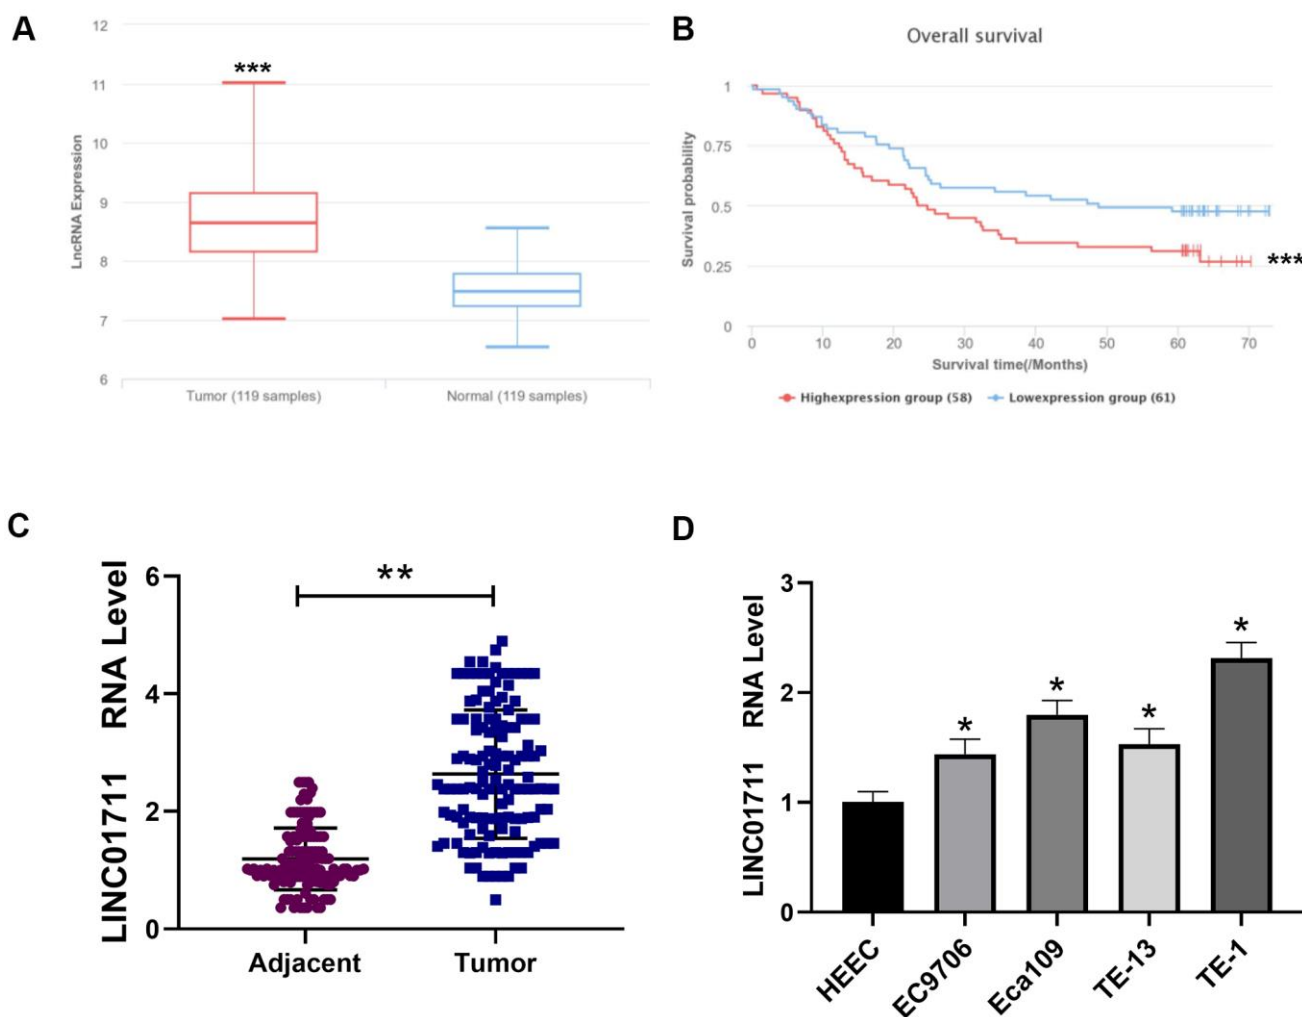 A
12
***
11
10
LncRNA Expression
9
8
7
6
Tumor (119 samples)
Normal (119 samples)
B
Overall survival
1
0.75
Survival probability
0.5
0.25
***
0
0 10 20 30 40 50 60 70
Survival time(/Months)
Highexpression group (58)
Lowexpression group (61)
C
LINC01711 RNA Level
6
**
4
2
0
Adjacent
Tumor
D
LINC01711 RNA Level
3
2
1
0
*
*
*
*
HEEC
EC9706
Eca109
TE-13
TE-1